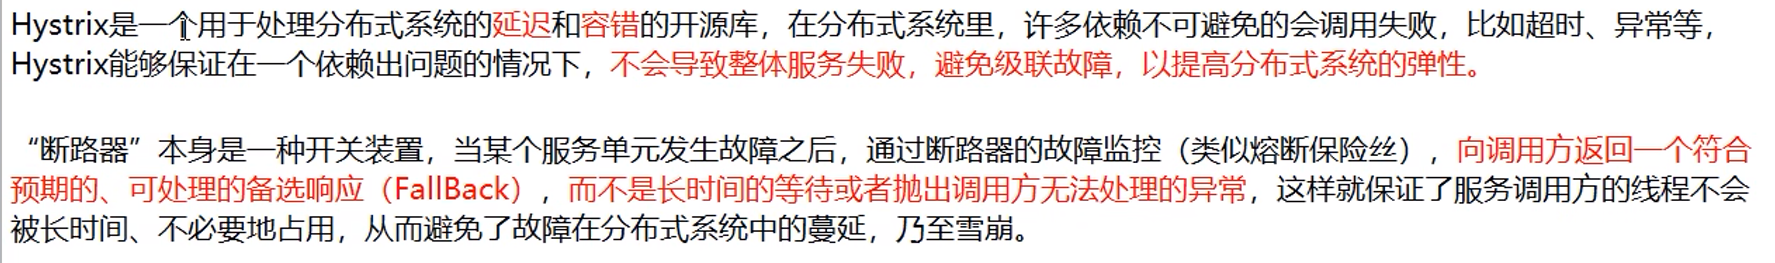 Hystrix是一个用于处理分布式系统的延迟和容错的开源库，在分布式系统里，许多依赖不可避免的会调用失败，比如超时、异常等，
Hystrix能够保证在一个依赖出问题的情况下，不会导致整体服务失败，避免级联故障，以提高分布式系统的弹性。
“断路器”本身是一种开关装置，当某个服务单元发生故障之后，通过断路器的故障监控（类似熔断保险丝），向调用方返回一个符合
预期的、可处理的备选响应（FallBack），而不是长时间的等待或者抛出调用方无法处理的异常，这样就保证了服务调用方的线程不会
被长时间、不必要地占用，从而避免了故障在分布式系统中的蔓延，乃至雪崩。